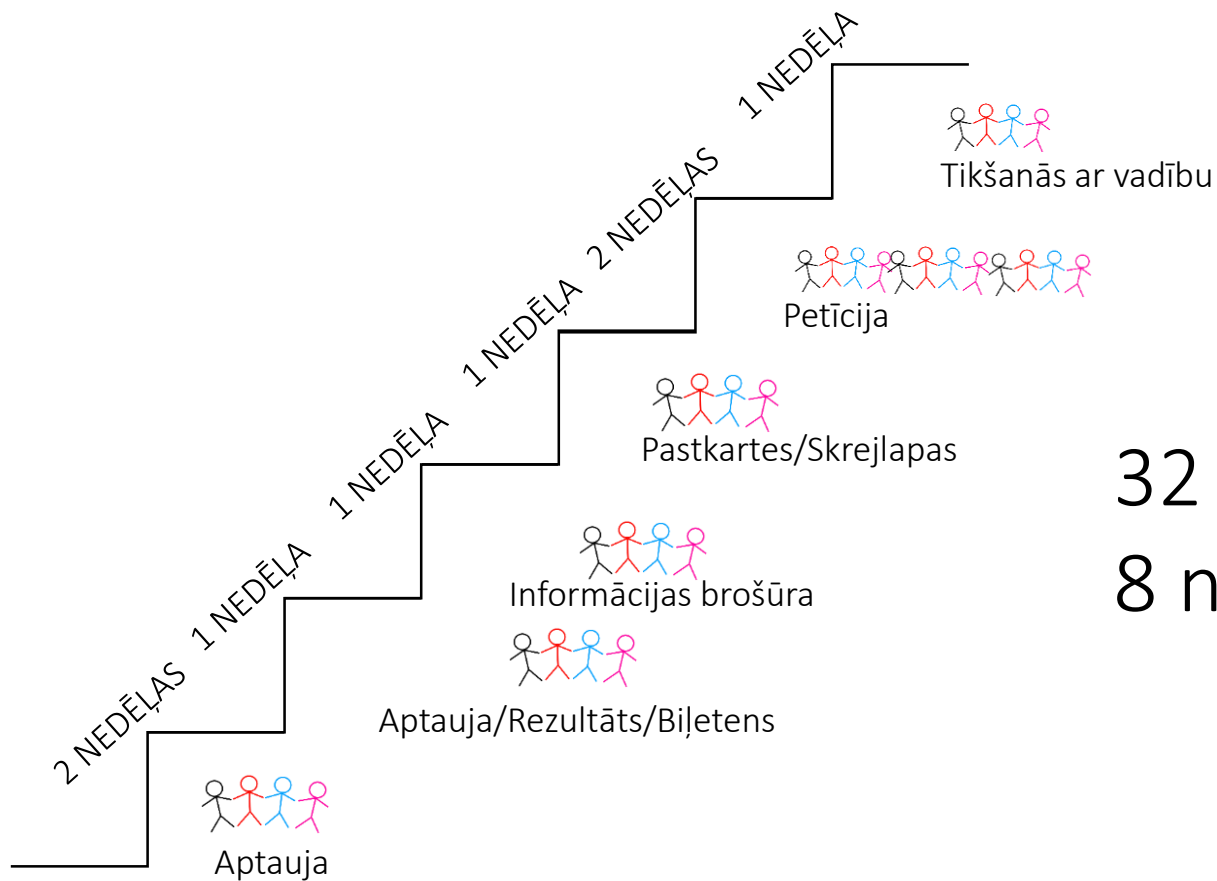 1 NEDĒĻA
Tikšanās ar vadību
2 NEDĒĻAS
Petīcija
1 NEDĒĻA
Pastkartes/Skrejlapas
1 NEDĒĻA
32
Informācijas brošūra
8 n
1 NEDĒĻA
Aptauja/Rezultāts/Biļetens
2 NEDĒĻAS
Aptauja